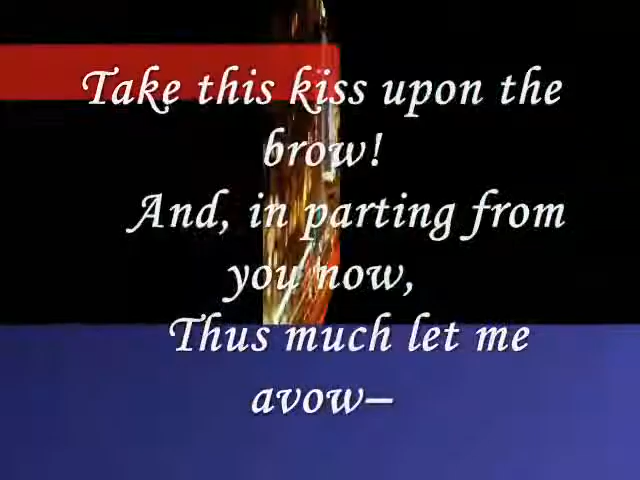 Take this kiss upon the
brow!
And, in parting from
you now,
Thus much let me
avow–